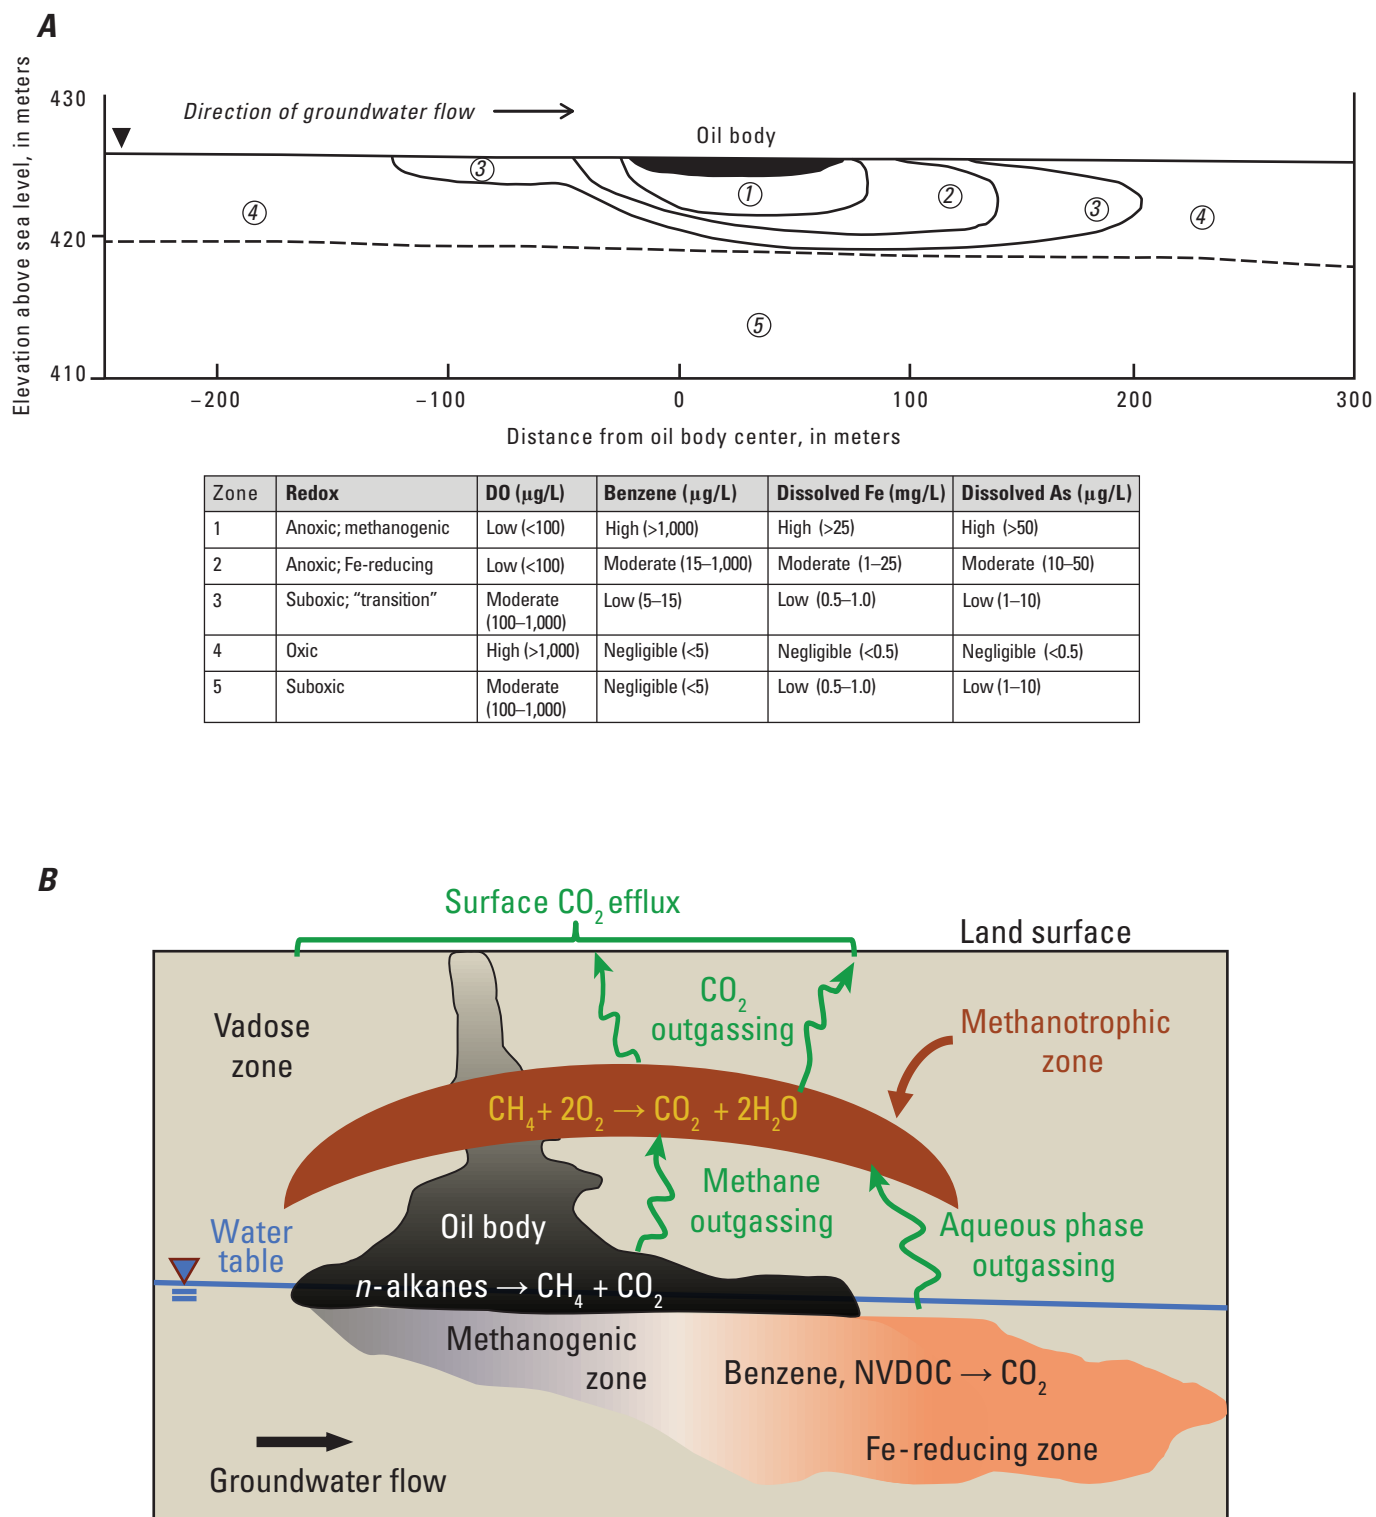 A
Elevation above sea level, in meters
430
420
410
Direction of groundwater flow
Oil body
3
1
2
3
4
4
5
−200
−100
0
100
200
300
Distance from oil body center, in meters
Zone Redox DO (µg/L) Benzene (µg/L) Dissolved Fe (mg/L) Dissolved As (µg/L)
1 Anoxic; methanogenic Low (<100) High (>1,000) High (>25) High (>50)
2 Anoxic; Fe-reducing Low (<100) Moderate (15–1,000) Moderate (1–25) Moderate (10–50)
3 Suboxic; “transition” Moderate Low (5–15) Low (0.5–1.0) Low (1–10)
(100–1,000)
4 Oxic High (>1,000) Negligible (<5) Negligible (<0.5) Negligible (<0.5)
5 Suboxic Moderate Negligible (<5) Low (0.5–1.0) Low (1–10)
(100–1,000)
B
Surface CO₂ efflux
Land surface
Vadose
zone
CO₂
outgassing
Methanotrophic
zone
CH₄ + 2O₂ → CO₂ + 2H₂O
Methane
outgassing
Water
table
Oil body
Aqueous phase
outgassing
n-alkanes → CH₄ + CO₂
Methanogenic
zone
Benzene, NVDOC → CO₂
Fe-reducing zone
Groundwater flow